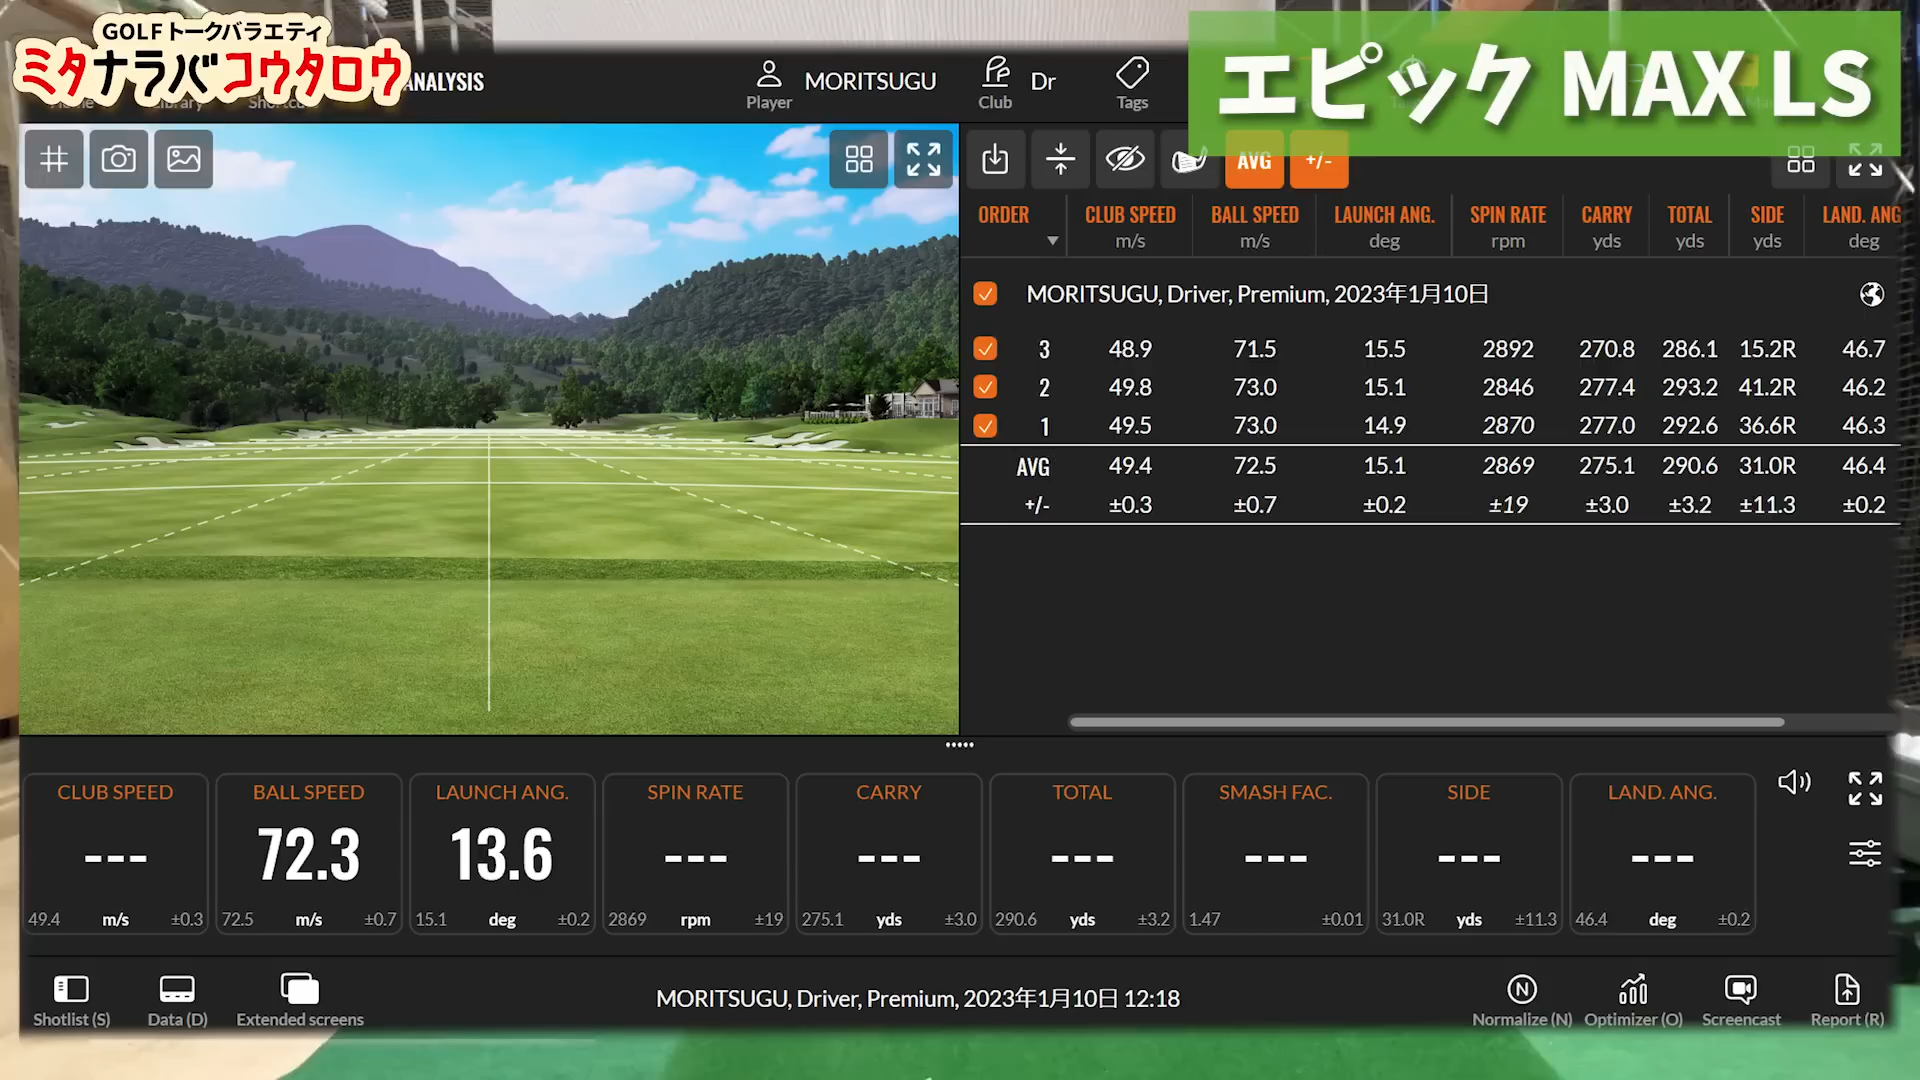 GOLFトークバラエティ
ミタナラバコウタロウ
ANALYSIS
Player
MORITSUGU
Club
Dr
Tags
エピック MAX LS
AVG
+/-
ORDER
CLUB SPEED
m/s
BALL SPEED
m/s
LAUNCH ANG.
deg
SPIN RATE
rpm
CARRY
yds
TOTAL
yds
SIDE
yds
LAND. ANG
deg
MORITSUGU, Driver, Premium, 2023年1月10日
3 48.9 71.5 15.5 2892 270.8 286.1 15.2R 46.7
2 49.8 73.0 15.1 2846 277.4 293.2 41.2R 46.2
1 49.5 73.0 14.9 2870 277.0 292.6 36.6R 46.3
AVG 49.4 72.5 15.1 2869 275.1 290.6 31.0R 46.4
+/- ±0.3 ±0.7 ±0.2 ±19 ±3.0 ±3.2 ±11.3 ±0.2
CLUB SPEED
---
49.4 m/s ±0.3
BALL SPEED
72.3
72.5 m/s ±0.7
LAUNCH ANG.
13.6
15.1 deg ±0.2
SPIN RATE
---
2869 rpm ±19
CARRY
---
275.1 yds ±3.0
TOTAL
---
290.6 yds ±3.2
SMASH FAC.
---
1.47 ±0.01
SIDE
---
31.0R yds ±11.3
LAND. ANG.
---
46.4 deg ±0.2
Shotlist (S)
Data (D)
Extended screens
MORITSUGU, Driver, Premium, 2023年1月10日 12:18
N
Normalize (N)
Optimizer (O)
Screencast
Report (R)